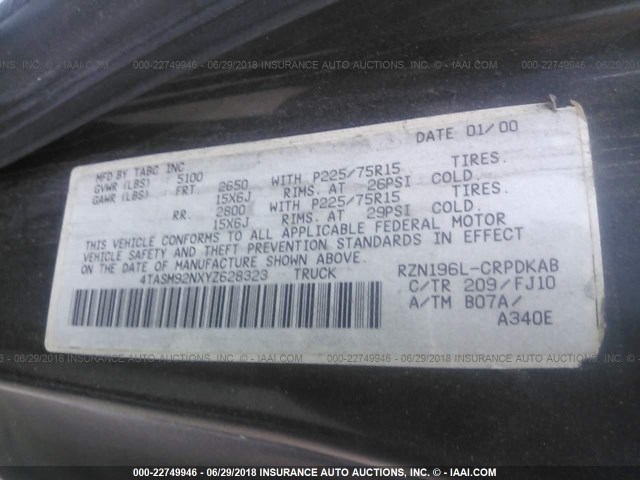 000-22749946 - 06/29/2018 INSURANCE AUTO AUCTIONS, INC. - © IAAI.COM
DATE 01/00
MFD BY TABC INC
GVWR (LBS) 5100
GAWR (LBS) FRT. 2650 WITH P225/75R15 TIRES.
15X6J RIMS. AT 26PSI COLD.
RR. 2800 WITH P225/75R15 TIRES.
15X6J RIMS. AT 29PSI COLD.
THIS VEHICLE CONFORMS TO ALL APPLICABLE FEDERAL MOTOR
VEHICLE SAFETY AND THEFT PREVENTION STANDARDS IN EFFECT
ON THE DATE OF MANUFACTURE SHOWN ABOVE.
4TASM92NXYZ628323 TRUCK
RZN196L-CRPDKAB
C/TR 209/FJ10
A/TM B07A/
A340E
000-22749946 - 06/29/2018 INSURANCE AUTO AUCTIONS, INC. - © IAAI.COM
000-22749946 - 06/29/2018 INSURANCE AUTO AUCTIONS, INC. - © IAAI.COM